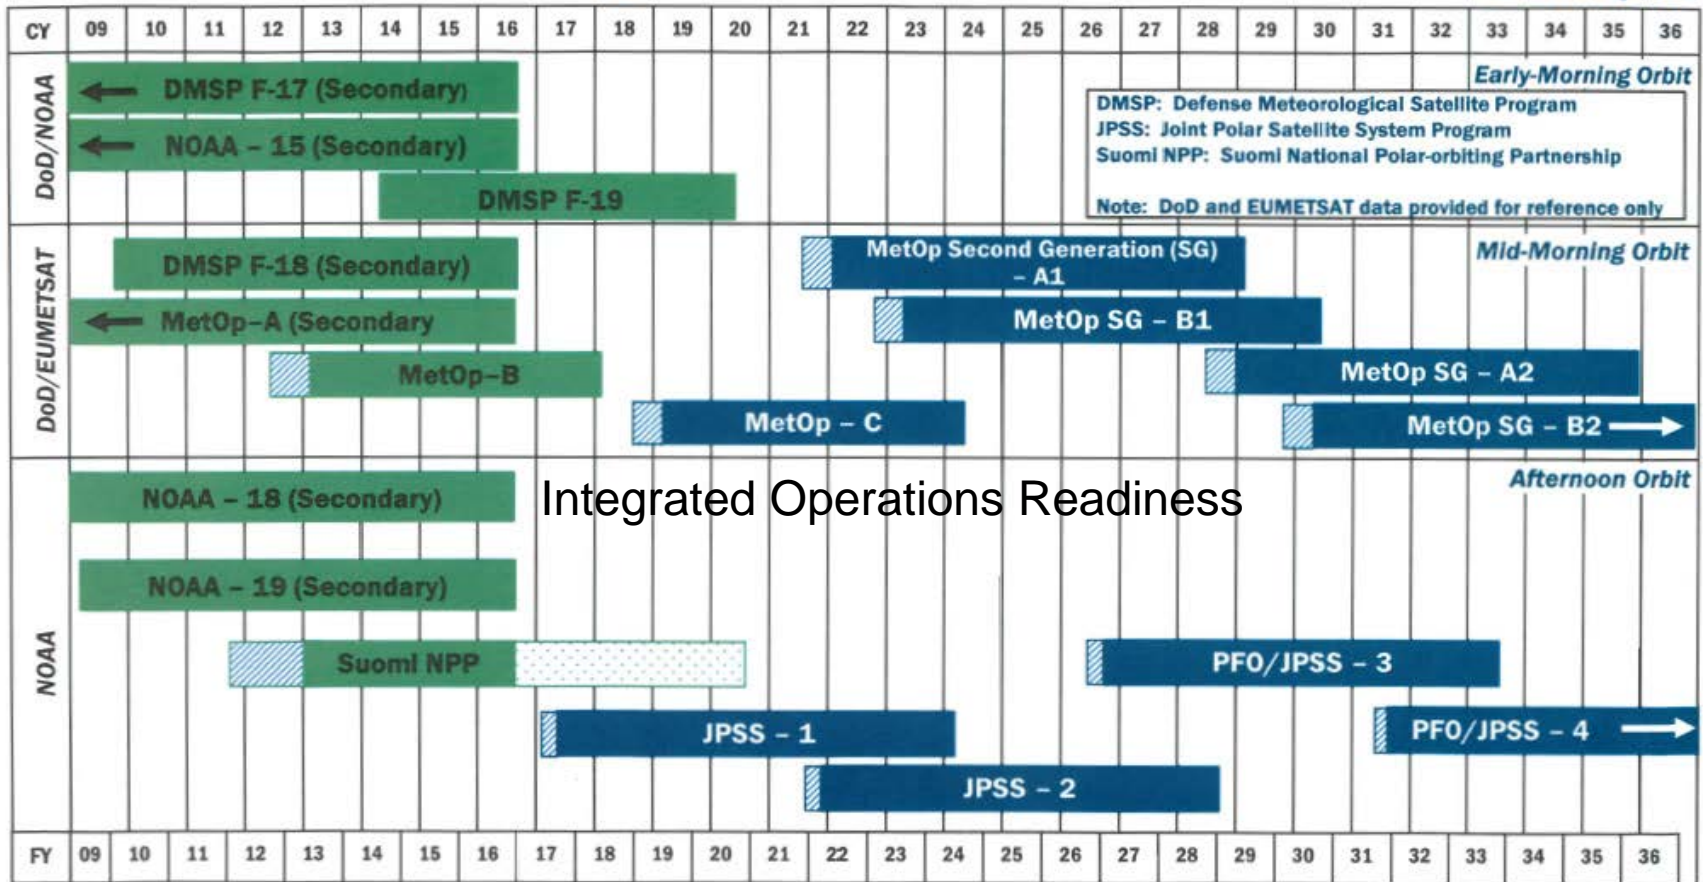 CY 09 10 11 12 13 14 15 16 17 18 19 20 21 22 23 24 25 26 27 28 29 30 31 32 33 34 35 36
DoD/NOAA
Early-Morning Orbit
DMSP F-17 (Secondary)
NOAA – 15 (Secondary)
DMSP F-19
DMSP: Defense Meteorological Satellite Program
JPSS: Joint Polar Satellite System Program
Suomi NPP: Suomi National Polar-orbiting Partnership
Note: DoD and EUMETSAT data provided for reference only
DoD/EUMETSAT
Mid-Morning Orbit
DMSP F-18 (Secondary)
MetOp Second Generation (SG)
– A1
MetOp–A (Secondary
MetOp SG – B1
MetOp–B
MetOp SG – A2
MetOp – C
MetOp SG – B2
NOAA
Afternoon Orbit
NOAA – 18 (Secondary)
Integrated Operations Readiness
NOAA – 19 (Secondary)
Suomi NPP
PFO/JPSS – 3
JPSS – 1
PFO/JPSS – 4
JPSS – 2
FY 09 10 11 12 13 14 15 16 17 18 19 20 21 22 23 24 25 26 27 28 29 30 31 32 33 34 35 36